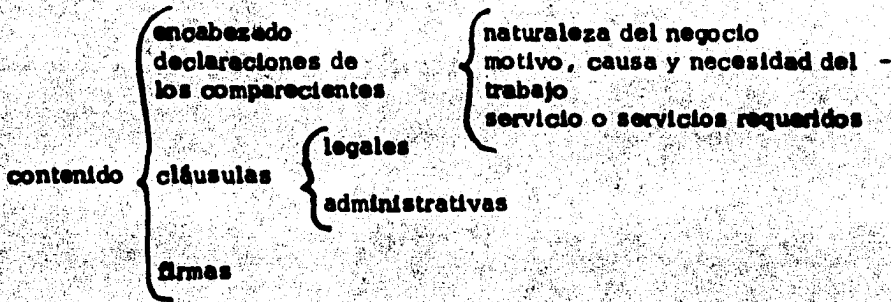 encabezado
declaraciones de
los comparecientes
naturaleza del negocio
motivo, causa y necesidad del -
trabajo
servicio o servicios requeridos
contenido
cláusulas
legales
administrativas
firmas